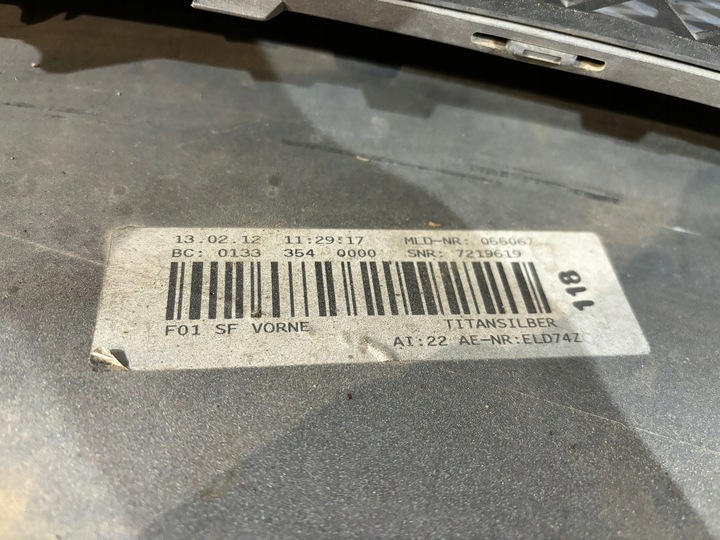 13.02.12 11:29:17 MLD-NR: 055067
BC: 0133 354 0000 SNR: 7219619
118
F01 SF VORNE TITANSILBER
AI:22 AE-NR:ELD74Z